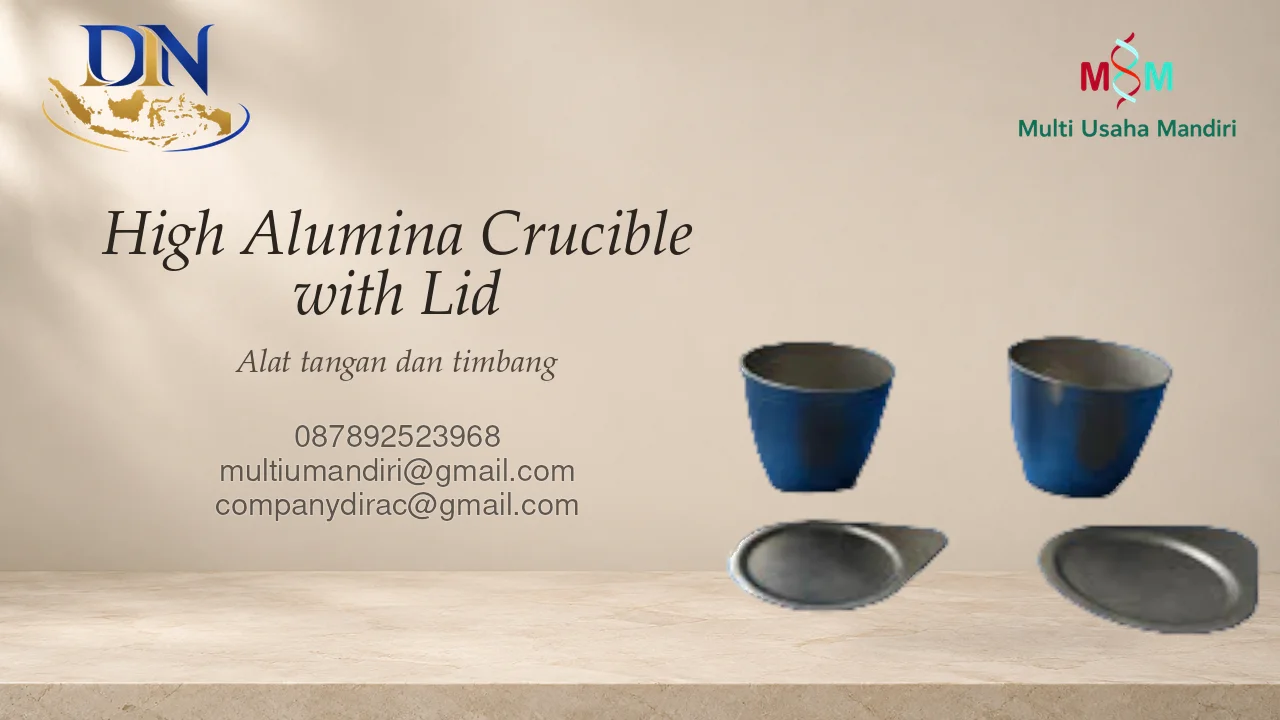 DIN
M M
Multi Usaha Mandiri
High Alumina Crucible
with Lid
Alat tangan dan timbang
087892523968
multiumandiri@gmail.com
companydirac@gmail.com